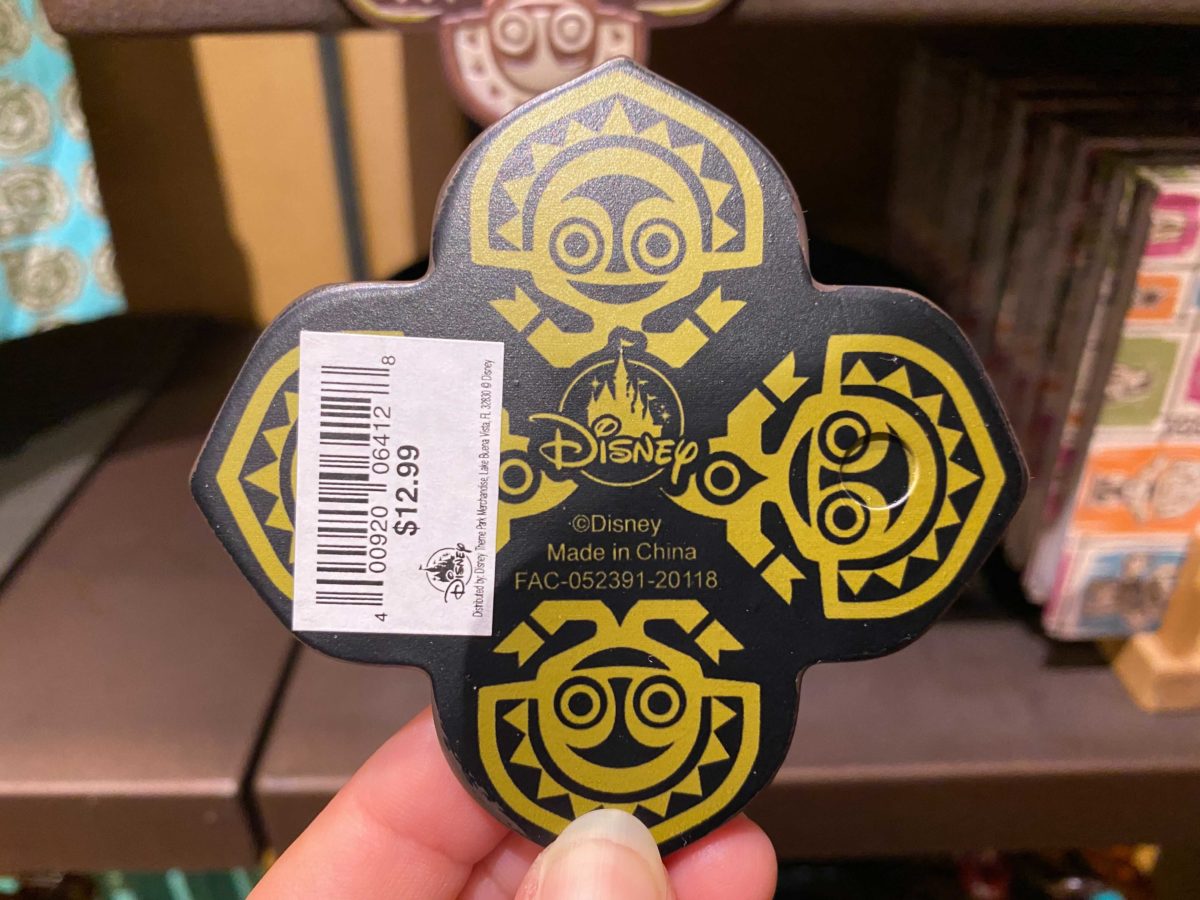 4 00920 06412 8
$12.99
Disney
Distributed by: Disney Theme Park Merchandise, Lake Buena Vista, FL 32830 © Disney
Disney
©Disney
Made in China
FAC-052391-20118